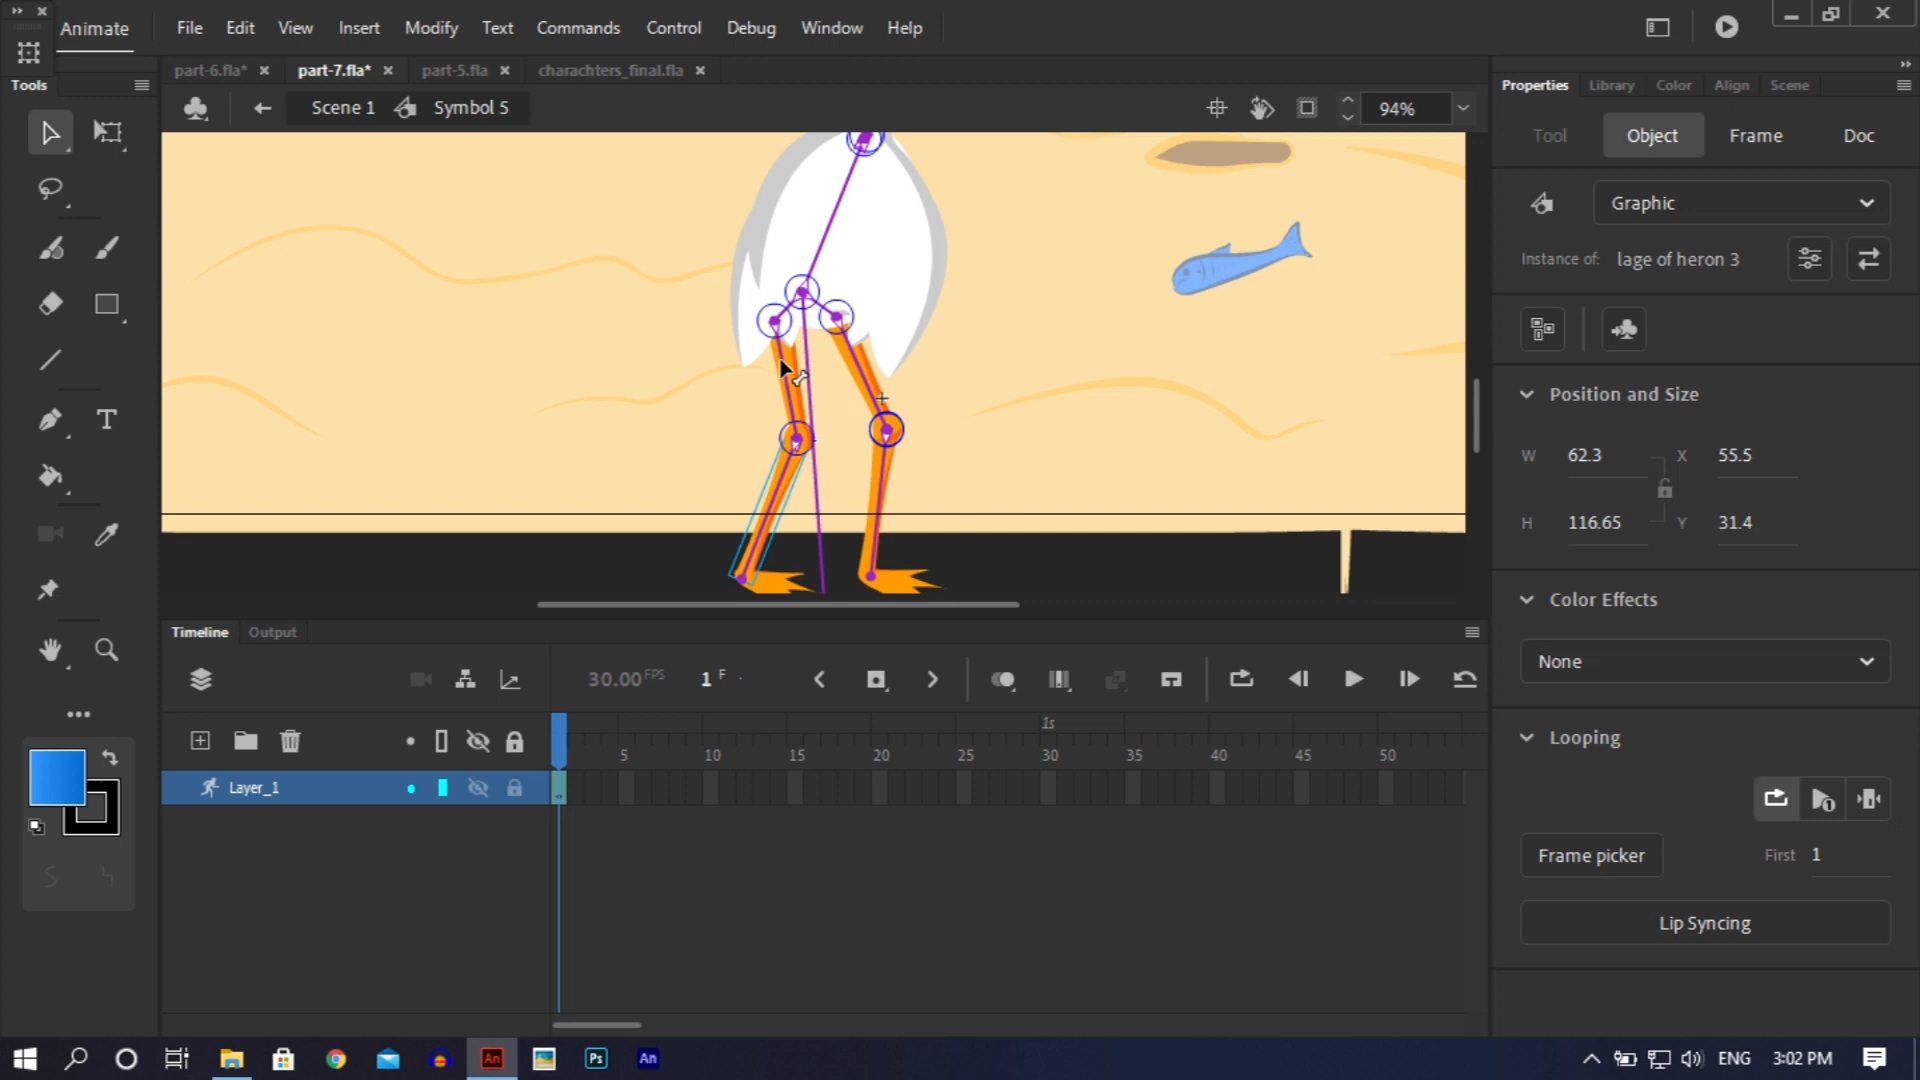 Animate File Edit View Insert Modify Text Commands Control Debug Window Help
Tools part-6.fla* part-7.fla* part-5.fla charachters_final.fla Properties Library Color Align Scene
Scene 1 Symbol 5 94%
Tool Object Frame Doc
Graphic
Instance of: lage of heron 3
Position and Size
W 62.3 X 55.5
H 116.65 Y 31.4
Color Effects
None
Timeline Output
30.00 FPS 1 F
1s
5 10 15 20 25 30 35 40 45 50
Layer_1
Looping
Frame picker First 1
Lip Syncing
An Ps An ENG 3:02 PM